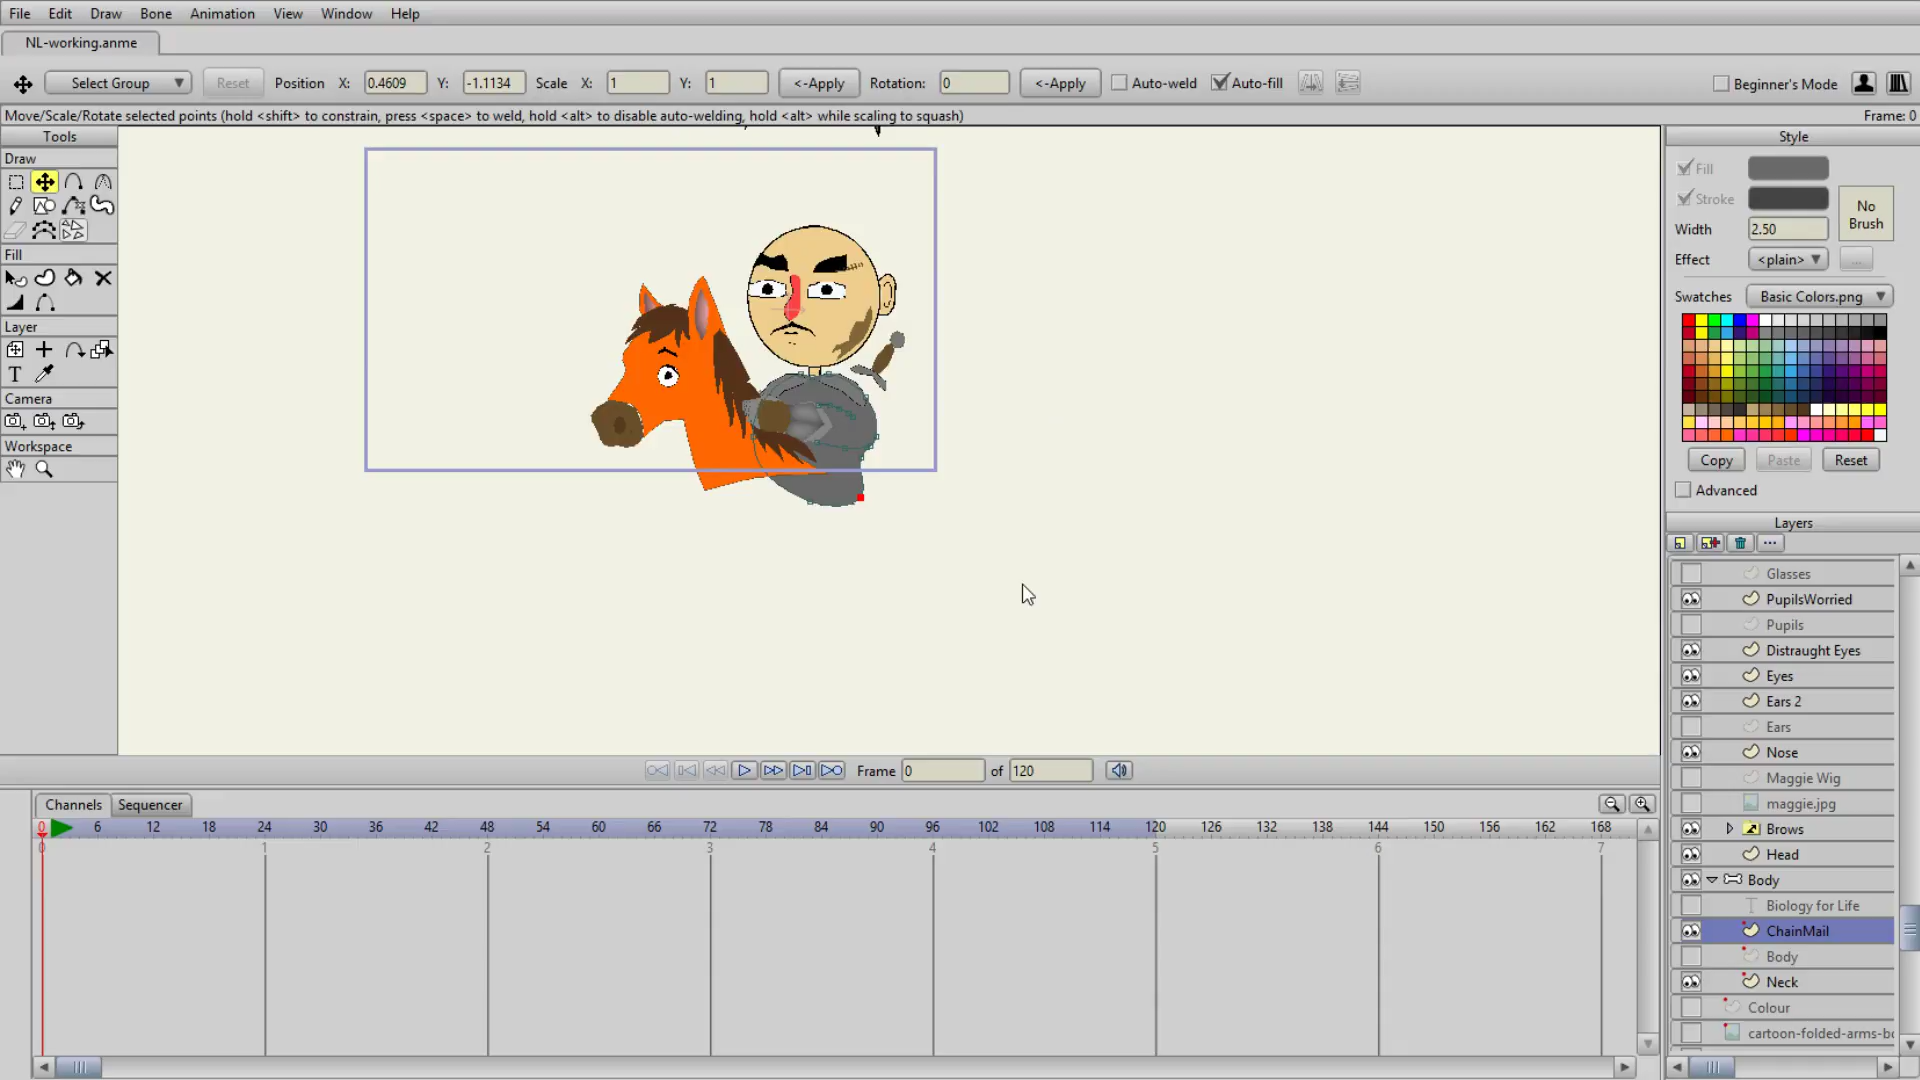 File Edit Draw Bone Animation View Window Help
NL-working.anme
Select Group Reset Position X: 0.4609 Y: -1.1134 Scale X: 1 Y: 1 <-Apply Rotation: 0 <-Apply Auto-weld Auto-fill Beginner's Mode
Move/Scale/Rotate selected points (hold <shift> to constrain, press <space> to weld, hold <alt> to disable auto-welding, hold <alt> while scaling to squash) Frame: 0
Tools
Draw
Fill
Layer
T
Camera
Workspace
Style
Fill
Stroke
No
Brush
Width 2.50
Effect <plain> ...
Swatches Basic Colors.png
Copy Paste Reset
Advanced
Layers
...
Glasses
PupilsWorried
Pupils
Distraught Eyes
Eyes
Ears 2
Ears
Nose
Maggie Wig
maggie.jpg
Brows
Head
Body
T Biology for Life
ChainMail
Body
Neck
Colour
cartoon-folded-arms-bo
Frame 0 of 120
Channels Sequencer
0 6 12 18 24 30 36 42 48 54 60 66 72 78 84 90 96 102 108 114 120 126 132 138 144 150 156 162 168
0 1 2 3 4 5 6 7